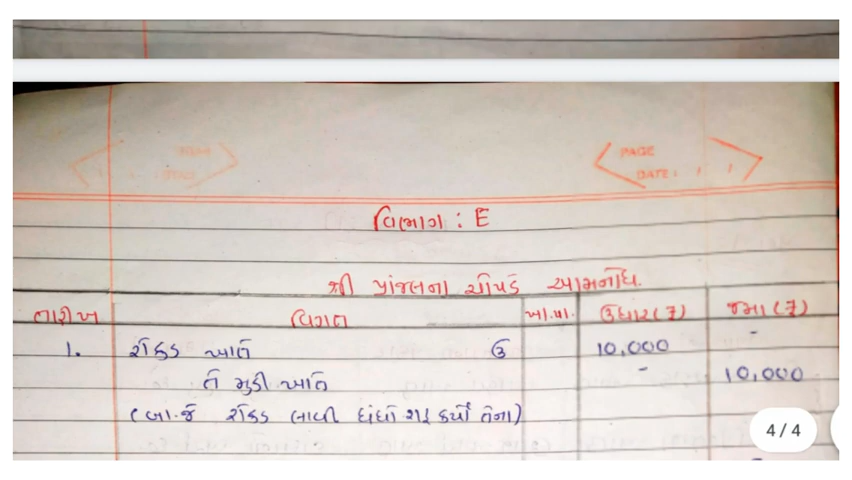 PAGE
DATE :
વિભાગ : E
શ્રી પ્રાંજલના ચોપડે આમનોંધ.
તારીખ વિગત ખા.પા. ઉધાર(₹) જમા(₹)
1. રોકડ ખાતે ઉ 10,000 -
તે મુડી ખાતે - 10,000
(બા.જે રોકડ લાવી ધંધો શરૂ કર્યો તેના)
4 / 4